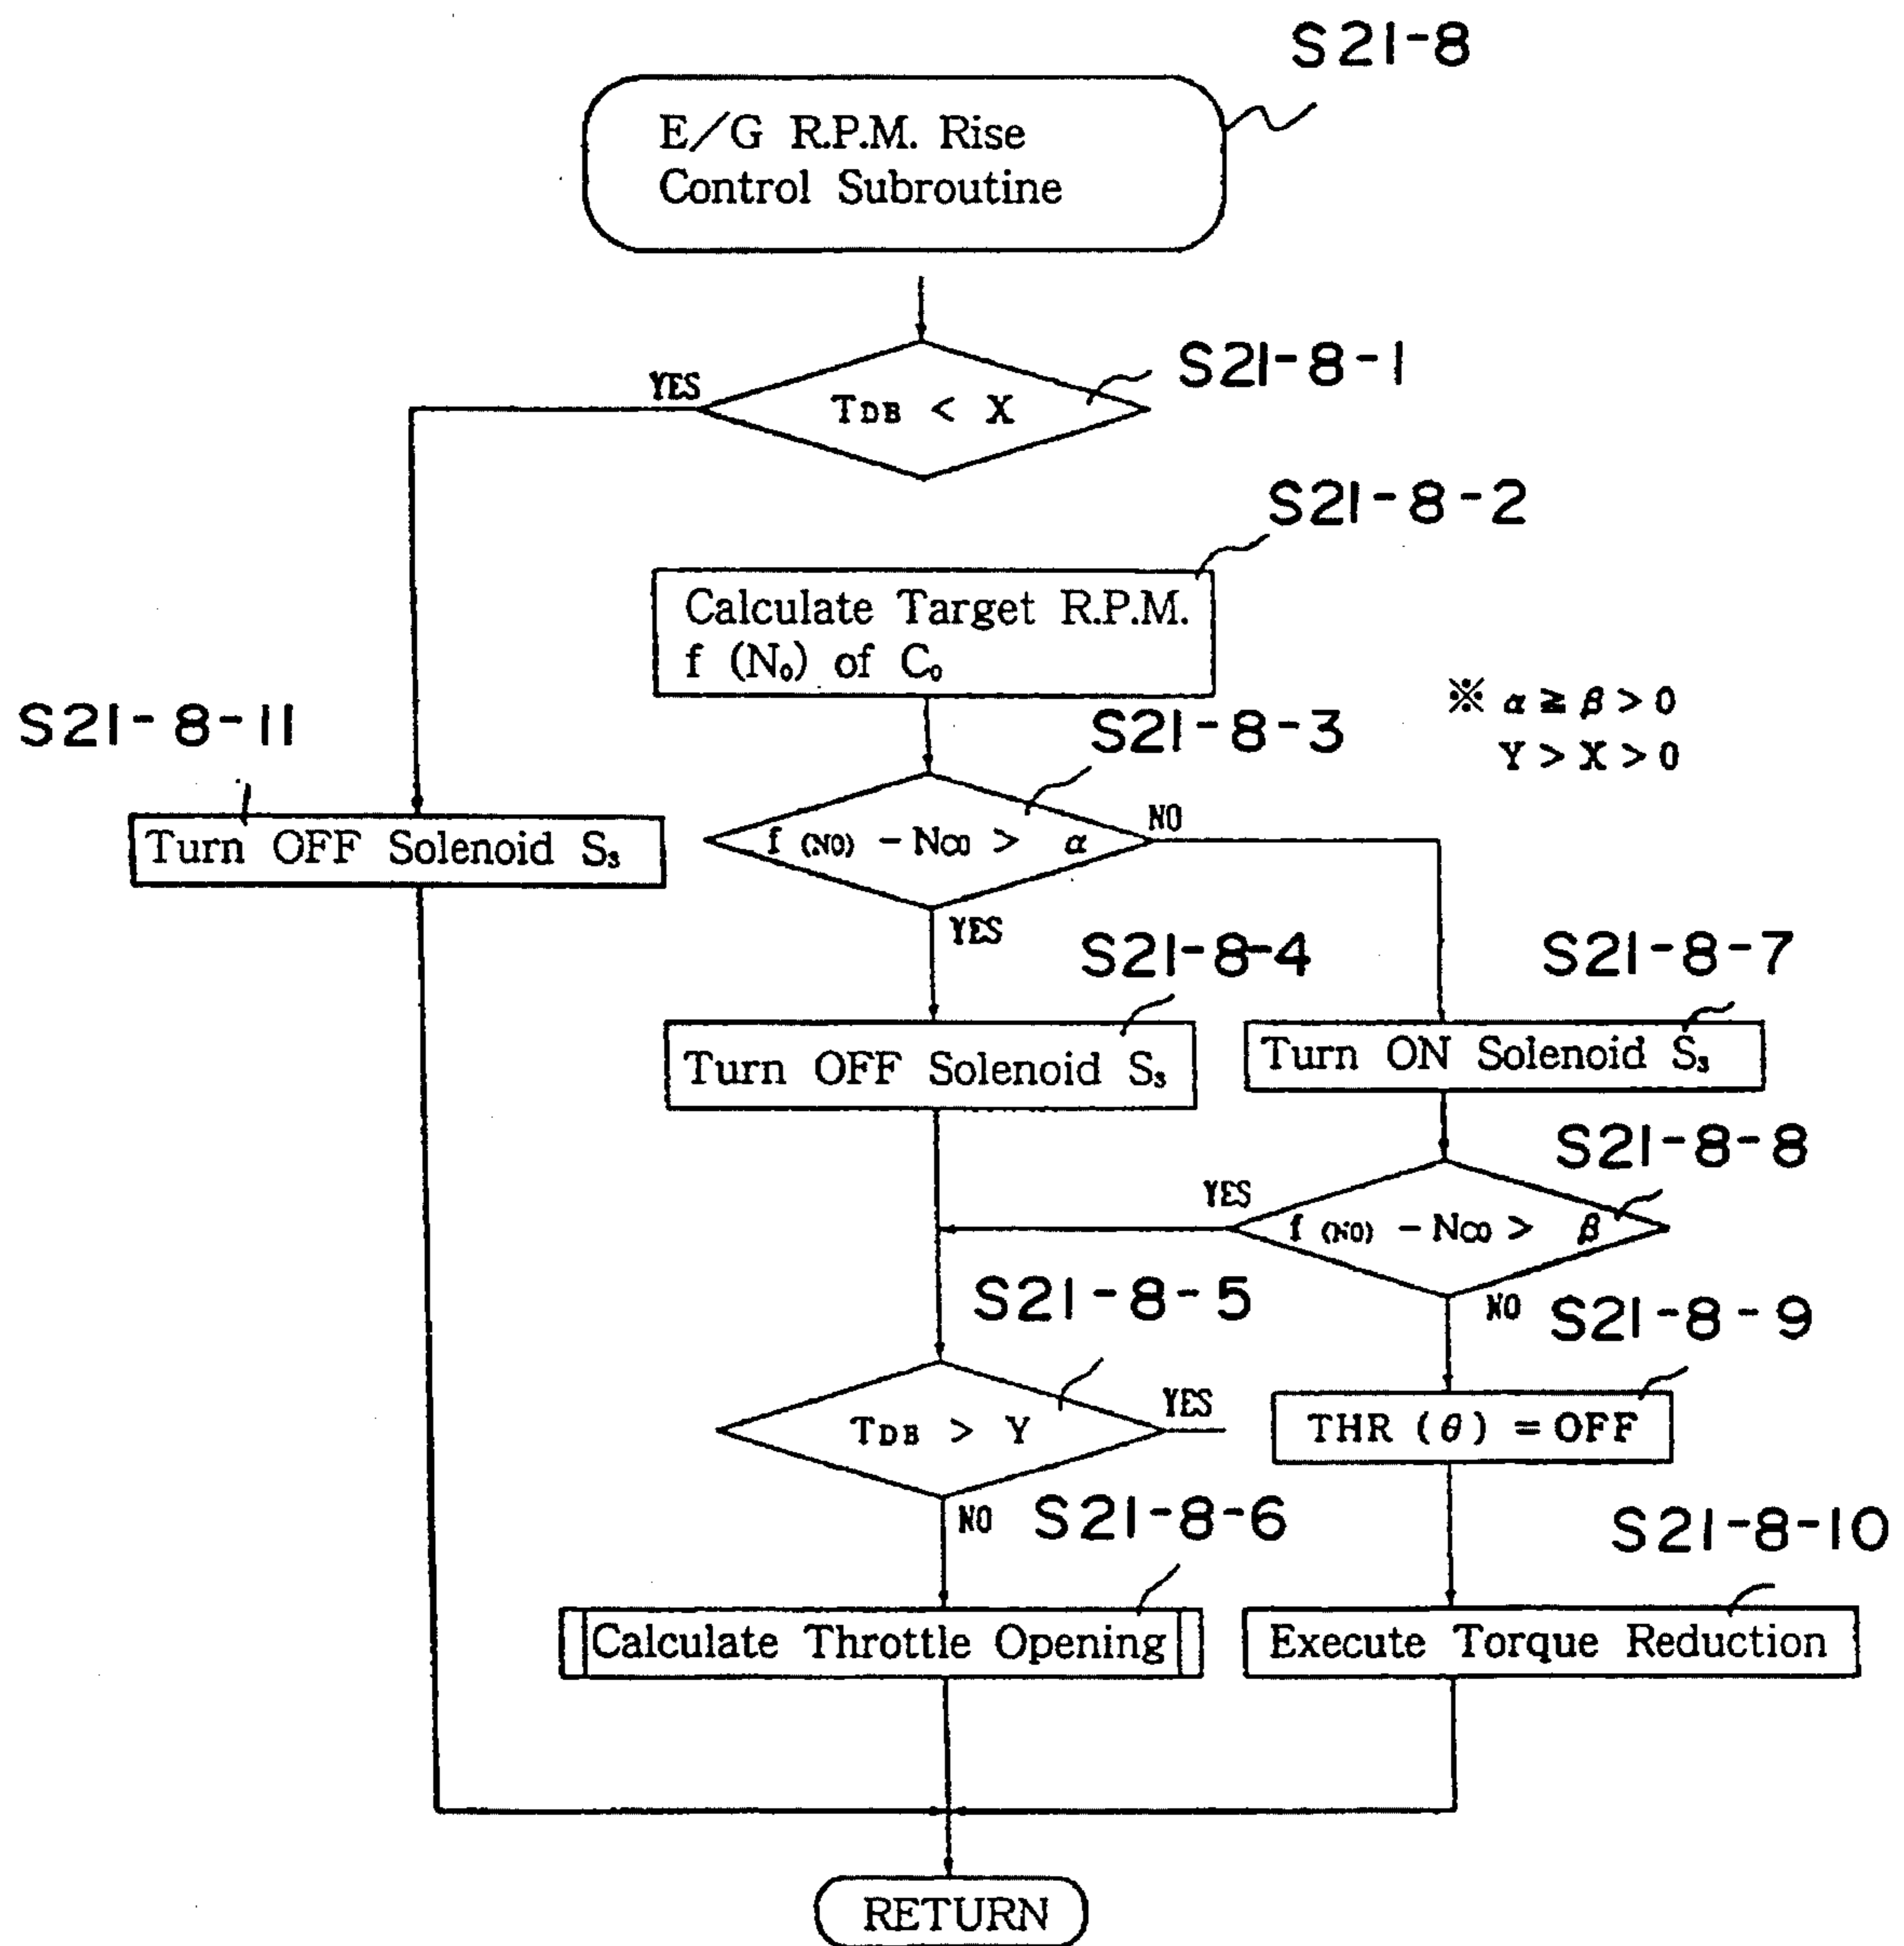 S21-8
E/G R.P.M. Rise
Control Subroutine
S21-8-1
YES
TDB < X
S21-8-2
Calculate Target R.P.M.
f (N₀) of C₀
※ α ≧ β > 0
Y > X > 0
S21-8-11
S21-8-3
Turn OFF Solenoid S₃
f (N0) - NC0 > α
NO
YES
S21-8-4
S21-8-7
Turn OFF Solenoid S₃
Turn ON Solenoid S₃
S21-8-8
YES
f (N0) - NC0 > β
S21-8-5
NO
S21-8-9
TDB > Y
YES
THR (θ) = OFF
NO
S21-8-6
S21-8-10
Calculate Throttle Opening
Execute Torque Reduction
RETURN